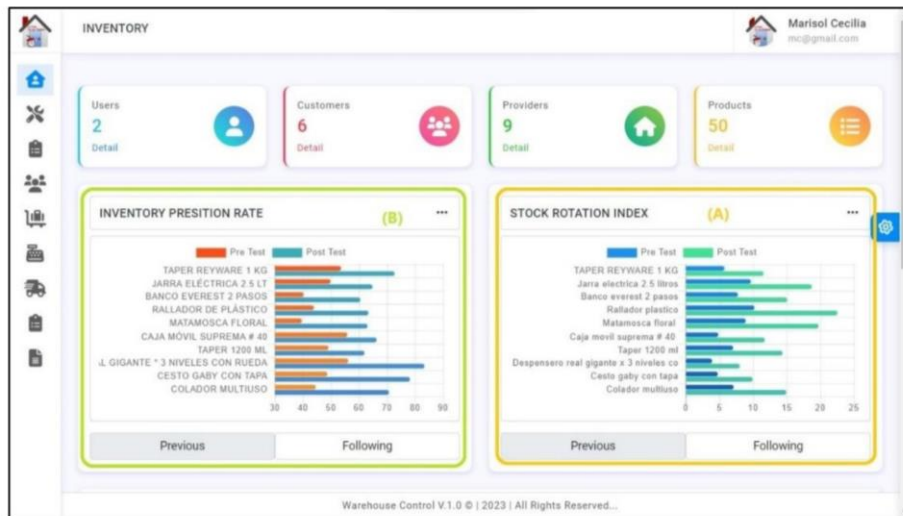 INVENTORY
Marisol Cecilia
mc@gmail.com
Users
2
Detail
Customers
6
Detail
Providers
9
Detail
Products
50
Detail
INVENTORY PRESITION RATE
(B)
...
Pre Test
Post Test
TAPER REYWARE 1 KG
JARRA ELÉCTRICA 2.5 LT
BANCO EVEREST 2 PASOS
RALLADOR DE PLÁSTICO
MATAMOSCA FLORAL
CAJA MÓVIL SUPREMA # 40
TAPER 1200 ML
.L GIGANTE * 3 NIVELES CON RUEDA
CESTO GABY CON TAPA
COLADOR MULTIUSO
30 40 50 60 70 80 90
Previous
Following
STOCK ROTATION INDEX
(A)
...
Pre Test
Post Test
TAPER REYWARE 1 KG
Jarra electrica 2.5 litros
Banco everest 2 pasos
Rallador plastico
Matamosca floral
Caja movil suprema # 40
Taper 1200 ml
Despensero real gigante x 3 niveles co
Cesto gaby con tapa
Colador multiuso
0 5 10 15 20 25
Previous
Following
Warehouse Control V.1.0 © | 2023 | All Rights Reserved...